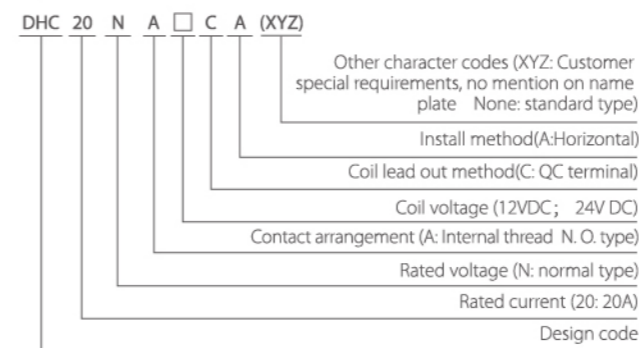 DHC 20 N A □ C A (XYZ)
Other character codes (XYZ: Customer
special requirements, no mention on name
plate None: standard type)
Install method(A:Horizontal)
Coil lead out method(C: QC terminal)
Coil voltage (12VDC; 24V DC)
Contact arrangement (A: Internal thread N. O. type)
Rated voltage (N: normal type)
Rated current (20: 20A)
Design code